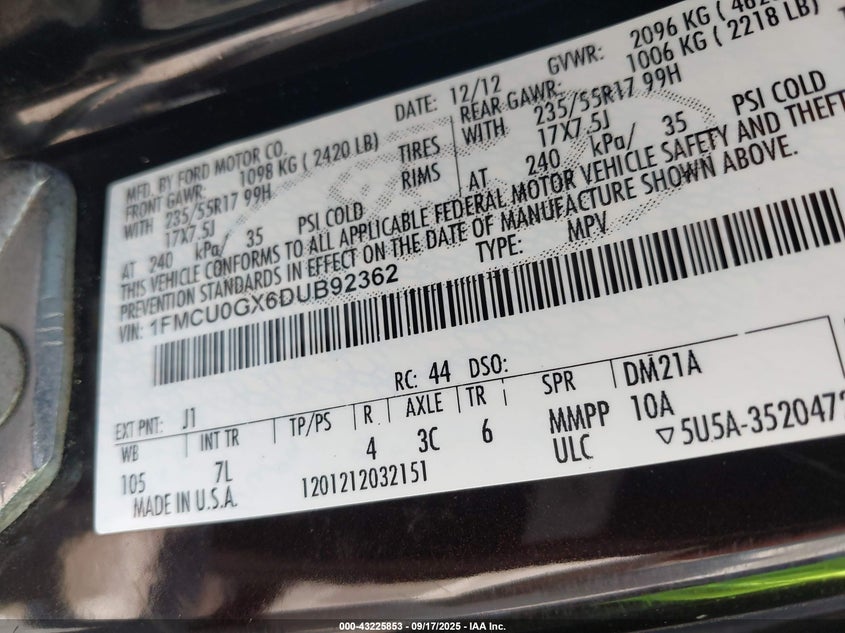 MFD. BY FORD MOTOR CO. DATE: 12/12 GVWR: 2096 KG
FRONT GAWR: 1098 KG ( 2420 LB) REAR GAWR: 1006 KG ( 2218 LB)
WITH 235/55R17 99H TIRES WITH 235/55R17 99H
17X7.5J RIMS 17X7.5J
AT 240 kPa/ 35 PSI COLD AT 240 kPa/ 35 PSI COLD
THIS VEHICLE CONFORMS TO ALL APPLICABLE FEDERAL MOTOR VEHICLE SAFETY AND THEFT
PREVENTION STANDARDS IN EFFECT ON THE DATE OF MANUFACTURE SHOWN ABOVE.
VIN: 1FMCU0GX6DUB92362 TYPE: MPV
EXT PNT: J1 RC: 44 DSO:
WB INT TR TP/PS R. AXLE TR SPR DM21A
105 7L 4 3C 6 MMPP 10A
MADE IN U.S.A. 1201212032151 ULC 5U5A-352047
000-43225853 - 09/17/2025 - IAA Inc.